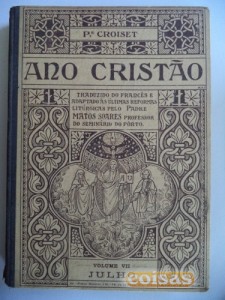 Pᴱ CROISET
ANO CRISTÃO
TRADUZIDO DO FRANCÊS E
ADAPTADO ÀS ÚLTIMAS REFORMAS
LITÚRGICAS PELO PADRE
MATOS SOARES PROFESSOR
DO SEMINÁRIO DO PÔRTO.
VOLUME VII
JULHO
coisas